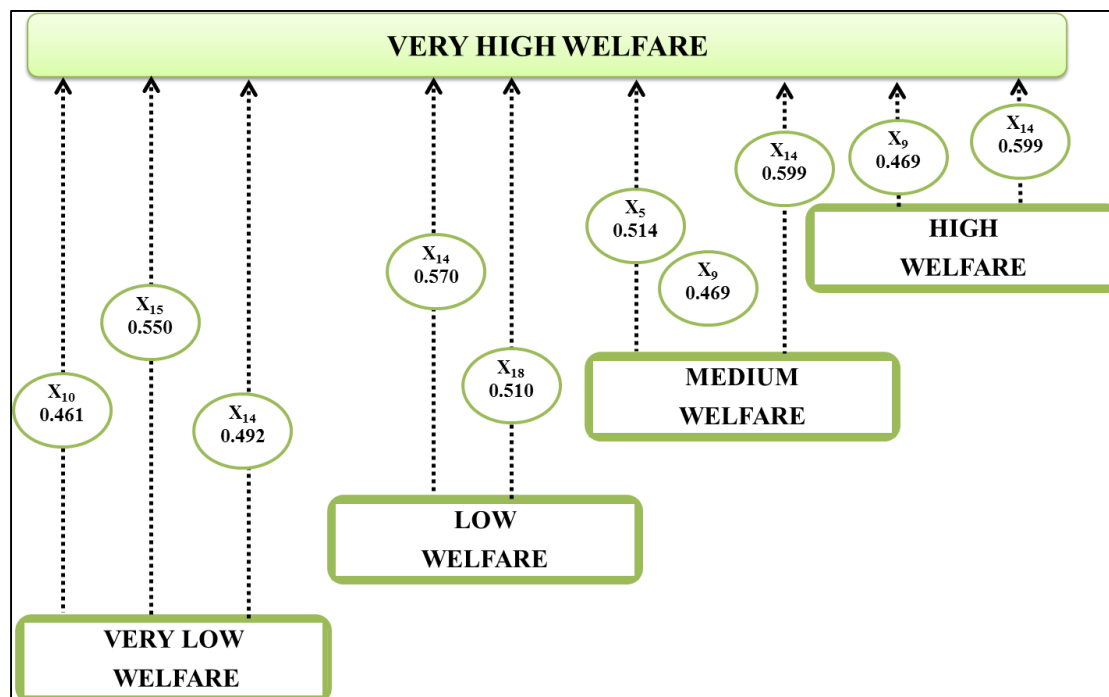 VERY HIGH WELFARE
X₁₀
0.461
X₁₅
0.550
X₁₄
0.492
X₁₄
0.570
X₁₈
0.510
X₅
0.514
X₉
0.469
X₁₄
0.599
X₉
0.469
X₁₄
0.599
HIGH
WELFARE
MEDIUM
WELFARE
LOW
WELFARE
VERY LOW
WELFARE